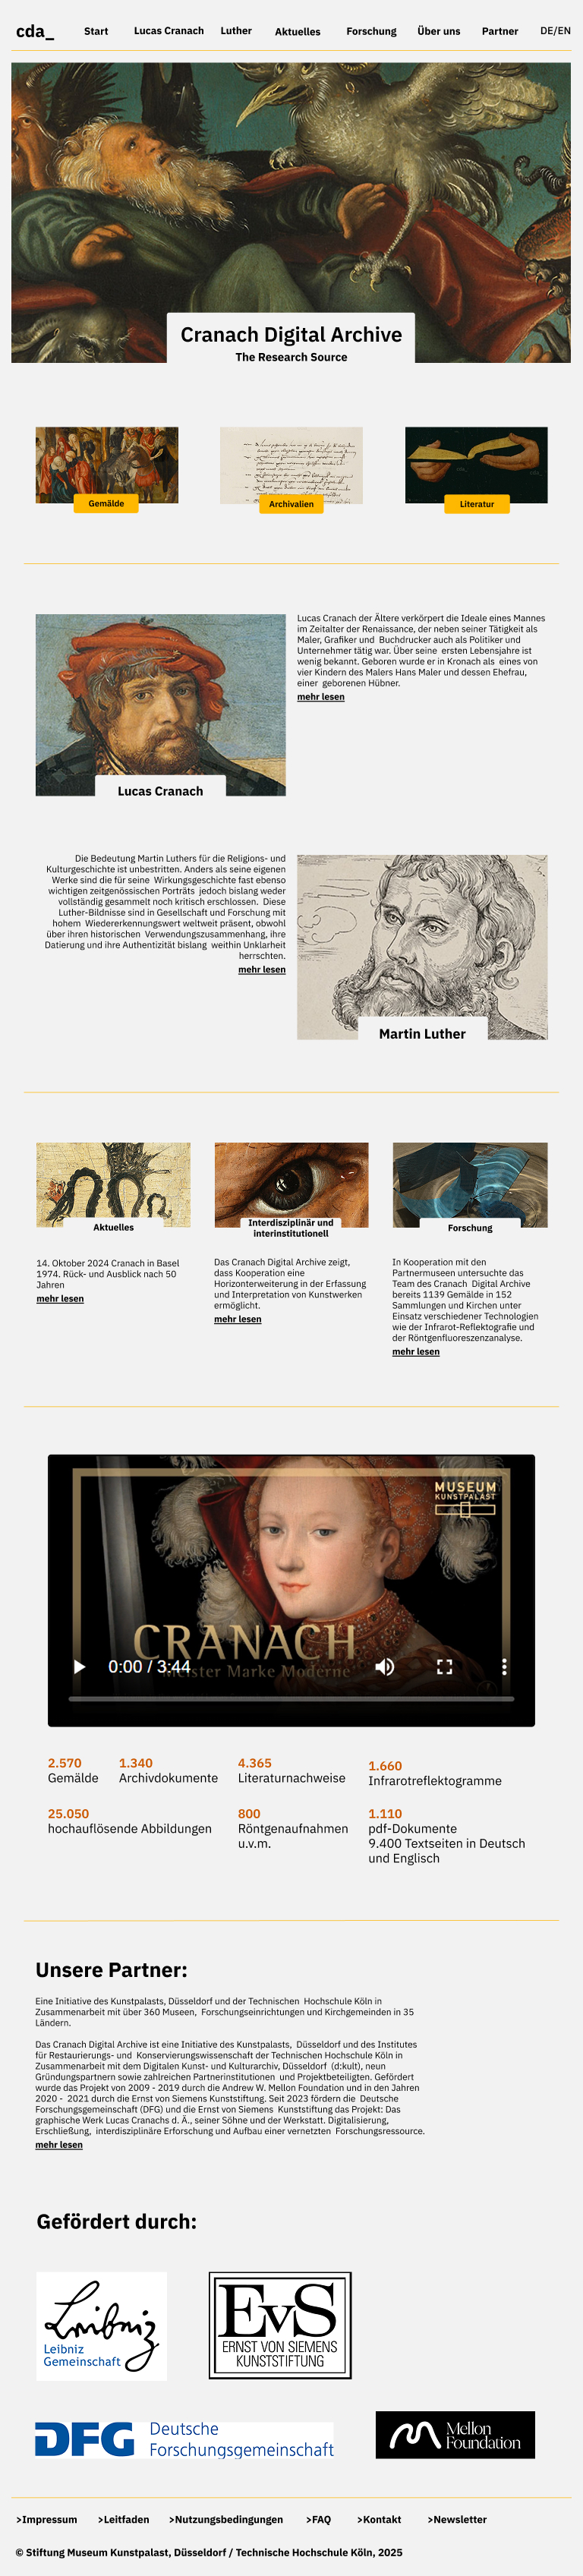 cda_
Start
Lucas Cranach
Luther
Aktuelles
Forschung
Über uns
Partner
DE/EN
Cranach Digital Archive
The Research Source
Gemälde
Archivalien
Literatur
Lucas Cranach der Ältere verkörpert die Ideale eines Mannes
im Zeitalter der Renaissance, der neben seiner Tätigkeit als
Maler, Grafiker und Buchdrucker auch als Politiker und
Unternehmer tätig war. Über seine ersten Lebensjahre ist
wenig bekannt. Geboren wurde er in Kronach als eines von
vier Kindern des Malers Hans Maler und dessen Ehefrau,
einer geborenen Hübner.
mehr lesen
Lucas Cranach
Die Bedeutung Martin Luthers für die Religions- und
Kulturgeschichte ist unbestritten. Anders als seine eigenen
Werke sind die für seine Wirkungsgeschichte fast ebenso
wichtigen zeitgenössischen Porträts jedoch bislang weder
vollständig gesammelt noch kritisch erschlossen. Diese
Luther-Bildnisse sind in Gesellschaft und Forschung mit
hohem Wiedererkennungswert weltweit präsent, obwohl
über ihren historischen Verwendungszusammenhang, ihre
Datierung und ihre Authentizität bislang weithin Unklarheit
herrschten.
mehr lesen
Martin Luther
Aktuelles
14. Oktober 2024 Cranach in Basel
1974. Rück- und Ausblick nach 50
Jahren
mehr lesen
Interdisziplinär und
interinstitutionell
Das Cranach Digital Archive zeigt,
dass Kooperation eine
Horizonterweiterung in der Erfassung
und Interpretation von Kunstwerken
ermöglicht.
mehr lesen
Forschung
In Kooperation mit den
Partnermuseen untersuchte das
Team des Cranach Digital Archive
bereits 1139 Gemälde in 152
Sammlungen und Kirchen unter
Einsatz verschiedener Technologien
wie der Infrarot-Reflektografie und
der Röntgenfluoreszenzanalyse.
mehr lesen
MUSEUM
KUNSTPALAST
CRANACH
Meister Marke Moderne
0:00 / 3:44
2.570
Gemälde
1.340
Archivdokumente
4.365
Literaturnachweise
1.660
Infrarotreflektogramme
25.050
hochauflösende Abbildungen
800
Röntgenaufnahmen
u.v.m.
1.110
pdf-Dokumente
9.400 Textseiten in Deutsch
und Englisch
Unsere Partner:
Eine Initiative des Kunstpalasts, Düsseldorf und der Technischen Hochschule Köln in
Zusammenarbeit mit über 360 Museen, Forschungseinrichtungen und Kirchgemeinden in 35
Ländern.
Das Cranach Digital Archive ist eine Initiative des Kunstpalasts, Düsseldorf und des Institutes
für Restaurierungs- und Konservierungswissenschaft der Technischen Hochschule Köln in
Zusammenarbeit mit dem Digitalen Kunst- und Kulturarchiv, Düsseldorf (d:kult), neun
Gründungspartnern sowie zahlreichen Partnerinstitutionen und Projektbeteiligten. Gefördert
wurde das Projekt von 2009 - 2019 durch die Andrew W. Mellon Foundation und in den Jahren
2020 - 2021 durch die Ernst von Siemens Kunststiftung. Seit 2023 fördern die Deutsche
Forschungsgemeinschaft (DFG) und die Ernst von Siemens Kunststiftung das Projekt: Das
graphische Werk Lucas Cranachs d. Ä., seiner Söhne und der Werkstatt. Digitalisierung,
Erschließung, interdisziplinäre Erforschung und Aufbau einer vernetzten Forschungsressource.
mehr lesen
Gefördert durch:
Leibniz
Leibniz
Gemeinschaft
EvS
ERNST VON SIEMENS
KUNSTSTIFTUNG
DFG
Deutsche
Forschungsgemeinschaft
Mellon
Foundation
>Impressum
>Leitfaden
>Nutzungsbedingungen
>FAQ
>Kontakt
>Newsletter
© Stiftung Museum Kunstpalast, Düsseldorf / Technische Hochschule Köln, 2025